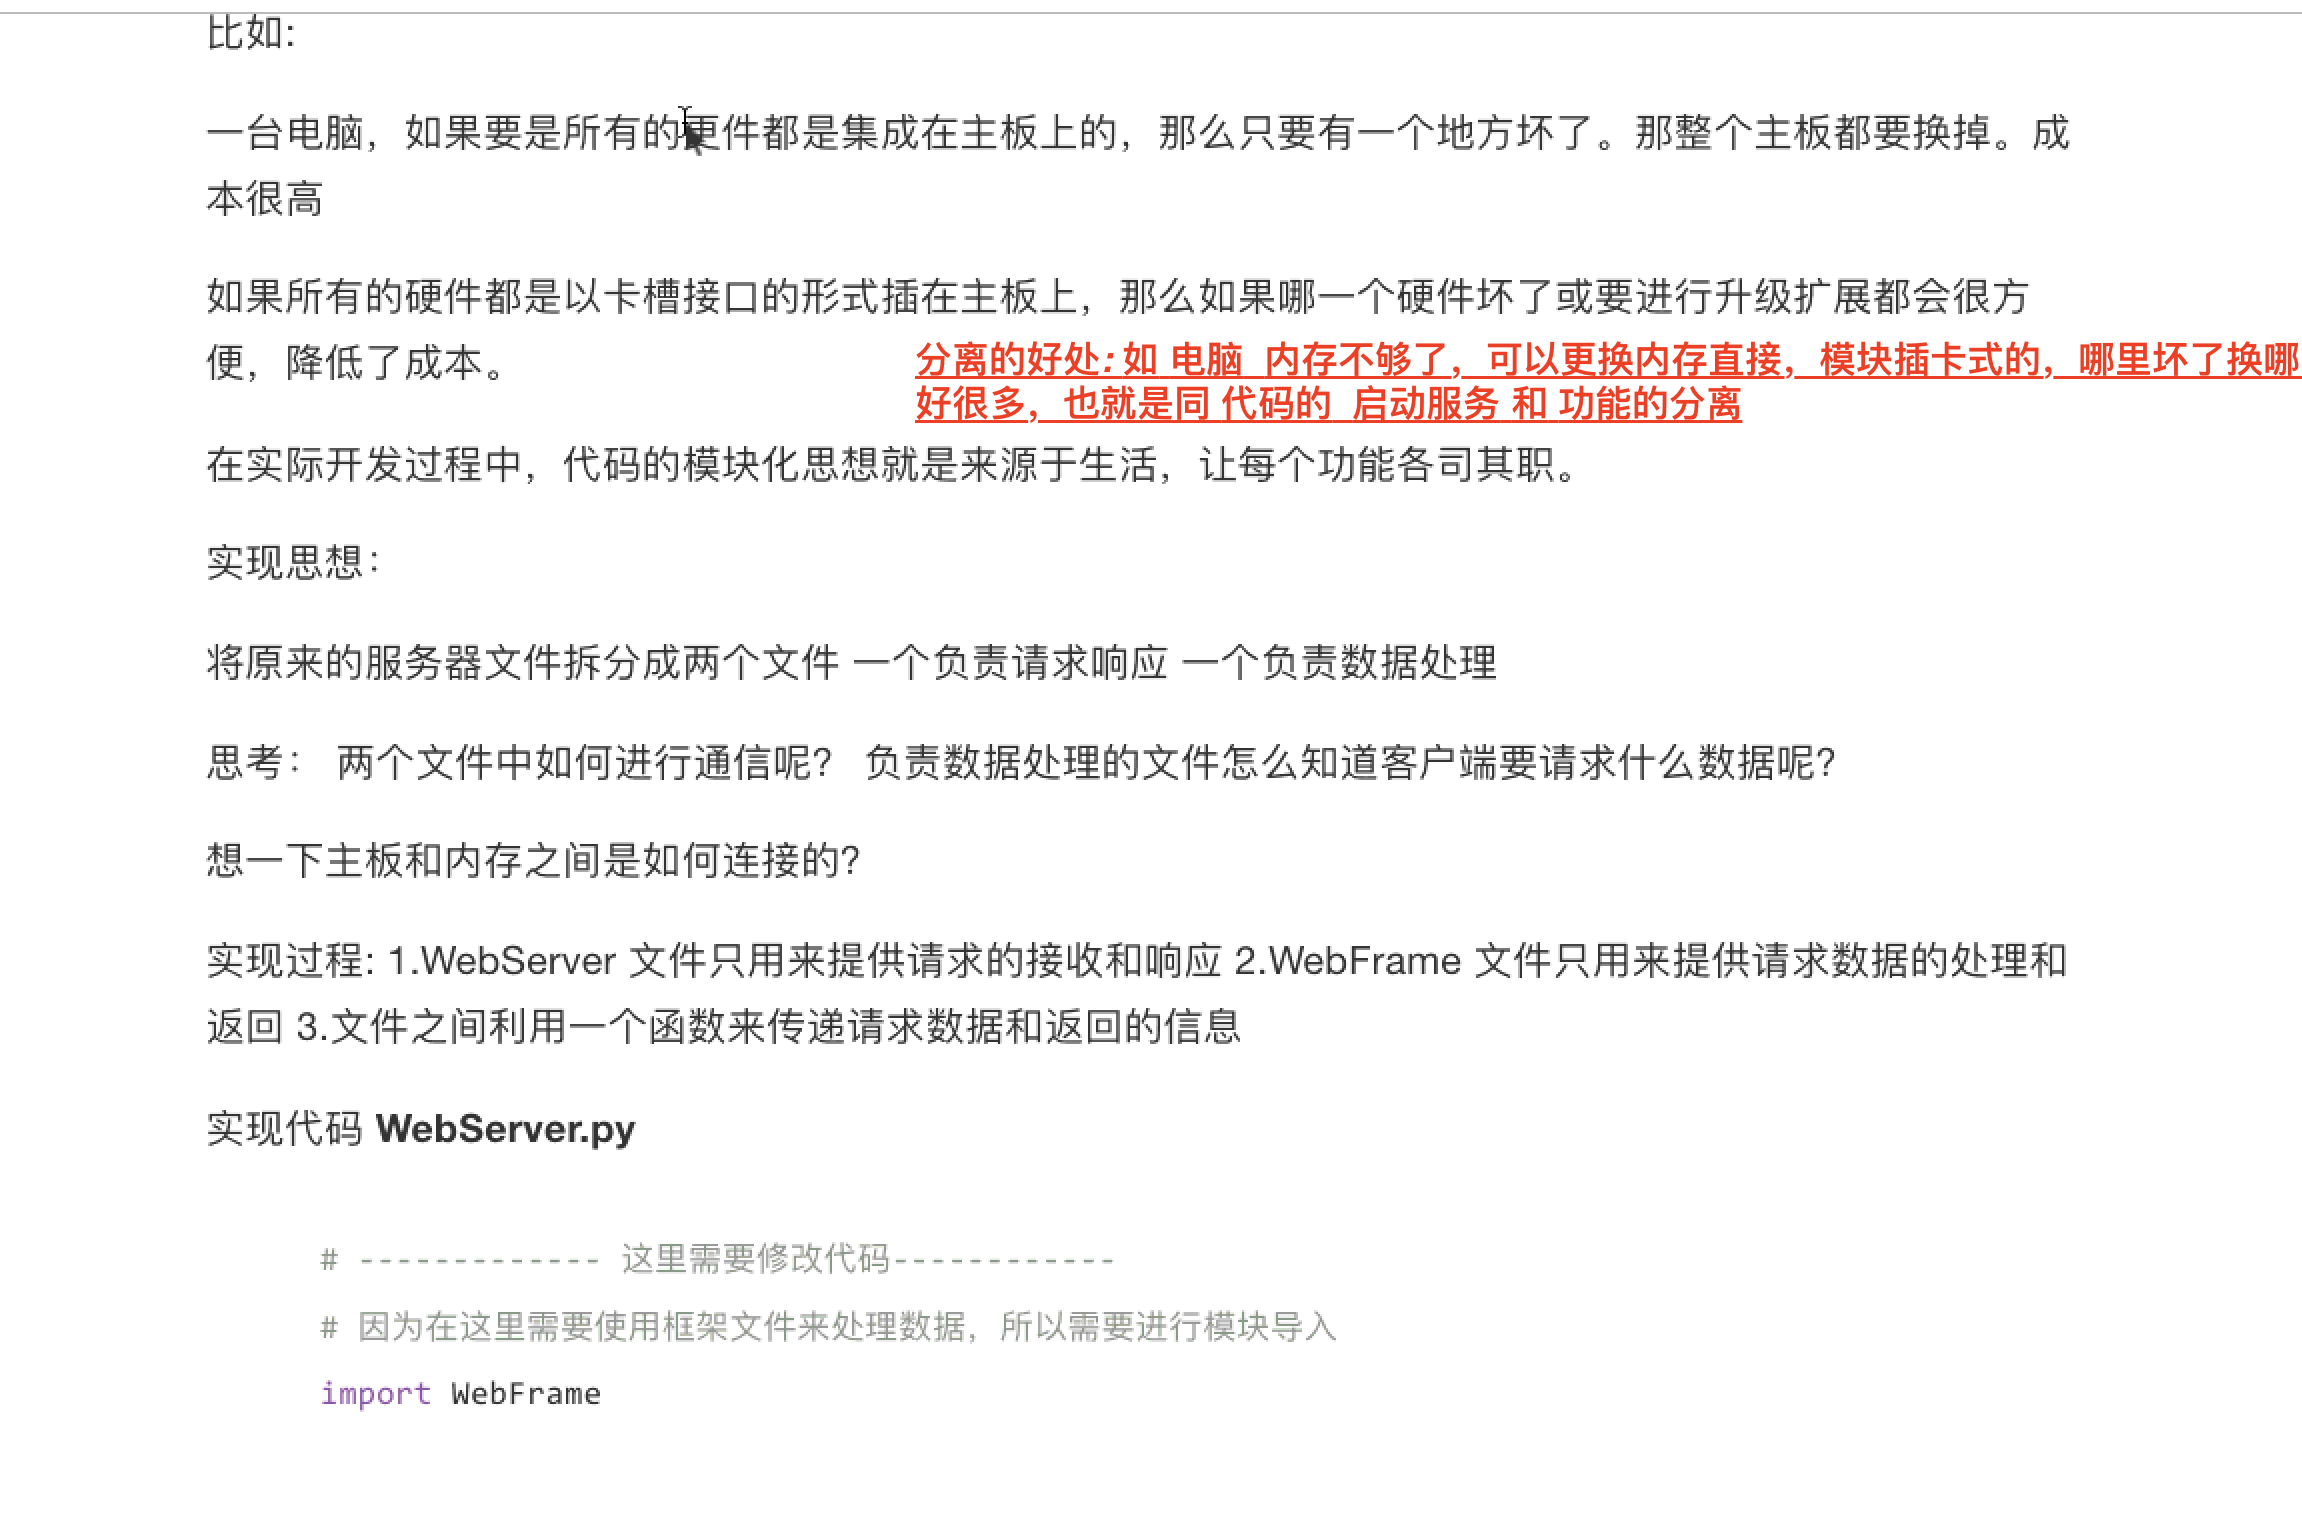 比如:
一台电脑，如果要是所有的硬件都是集成在主板上的，那么只要有一个地方坏了。那整个主板都要换掉。成
本很高
如果所有的硬件都是以卡槽接口的形式插在主板上，那么如果哪一个硬件坏了或要进行升级扩展都会很方
便，降低了成本。
分离的好处: 如 电脑 内存不够了，可以更换内存直接，模块插卡式的，哪里坏了换哪
好很多，也就是同 代码的 启动服务 和 功能的分离
在实际开发过程中，代码的模块化思想就是来源于生活，让每个功能各司其职。
实现思想：
将原来的服务器文件拆分成两个文件 一个负责请求响应 一个负责数据处理
思考： 两个文件中如何进行通信呢？ 负责数据处理的文件怎么知道客户端要请求什么数据呢？
想一下主板和内存之间是如何连接的？
实现过程: 1.WebServer 文件只用来提供请求的接收和响应 2.WebFrame 文件只用来提供请求数据的处理和
返回 3.文件之间利用一个函数来传递请求数据和返回的信息
实现代码 WebServer.py
# ------------- 这里需要修改代码------------
# 因为在这里需要使用框架文件来处理数据，所以需要进行模块导入
import WebFrame